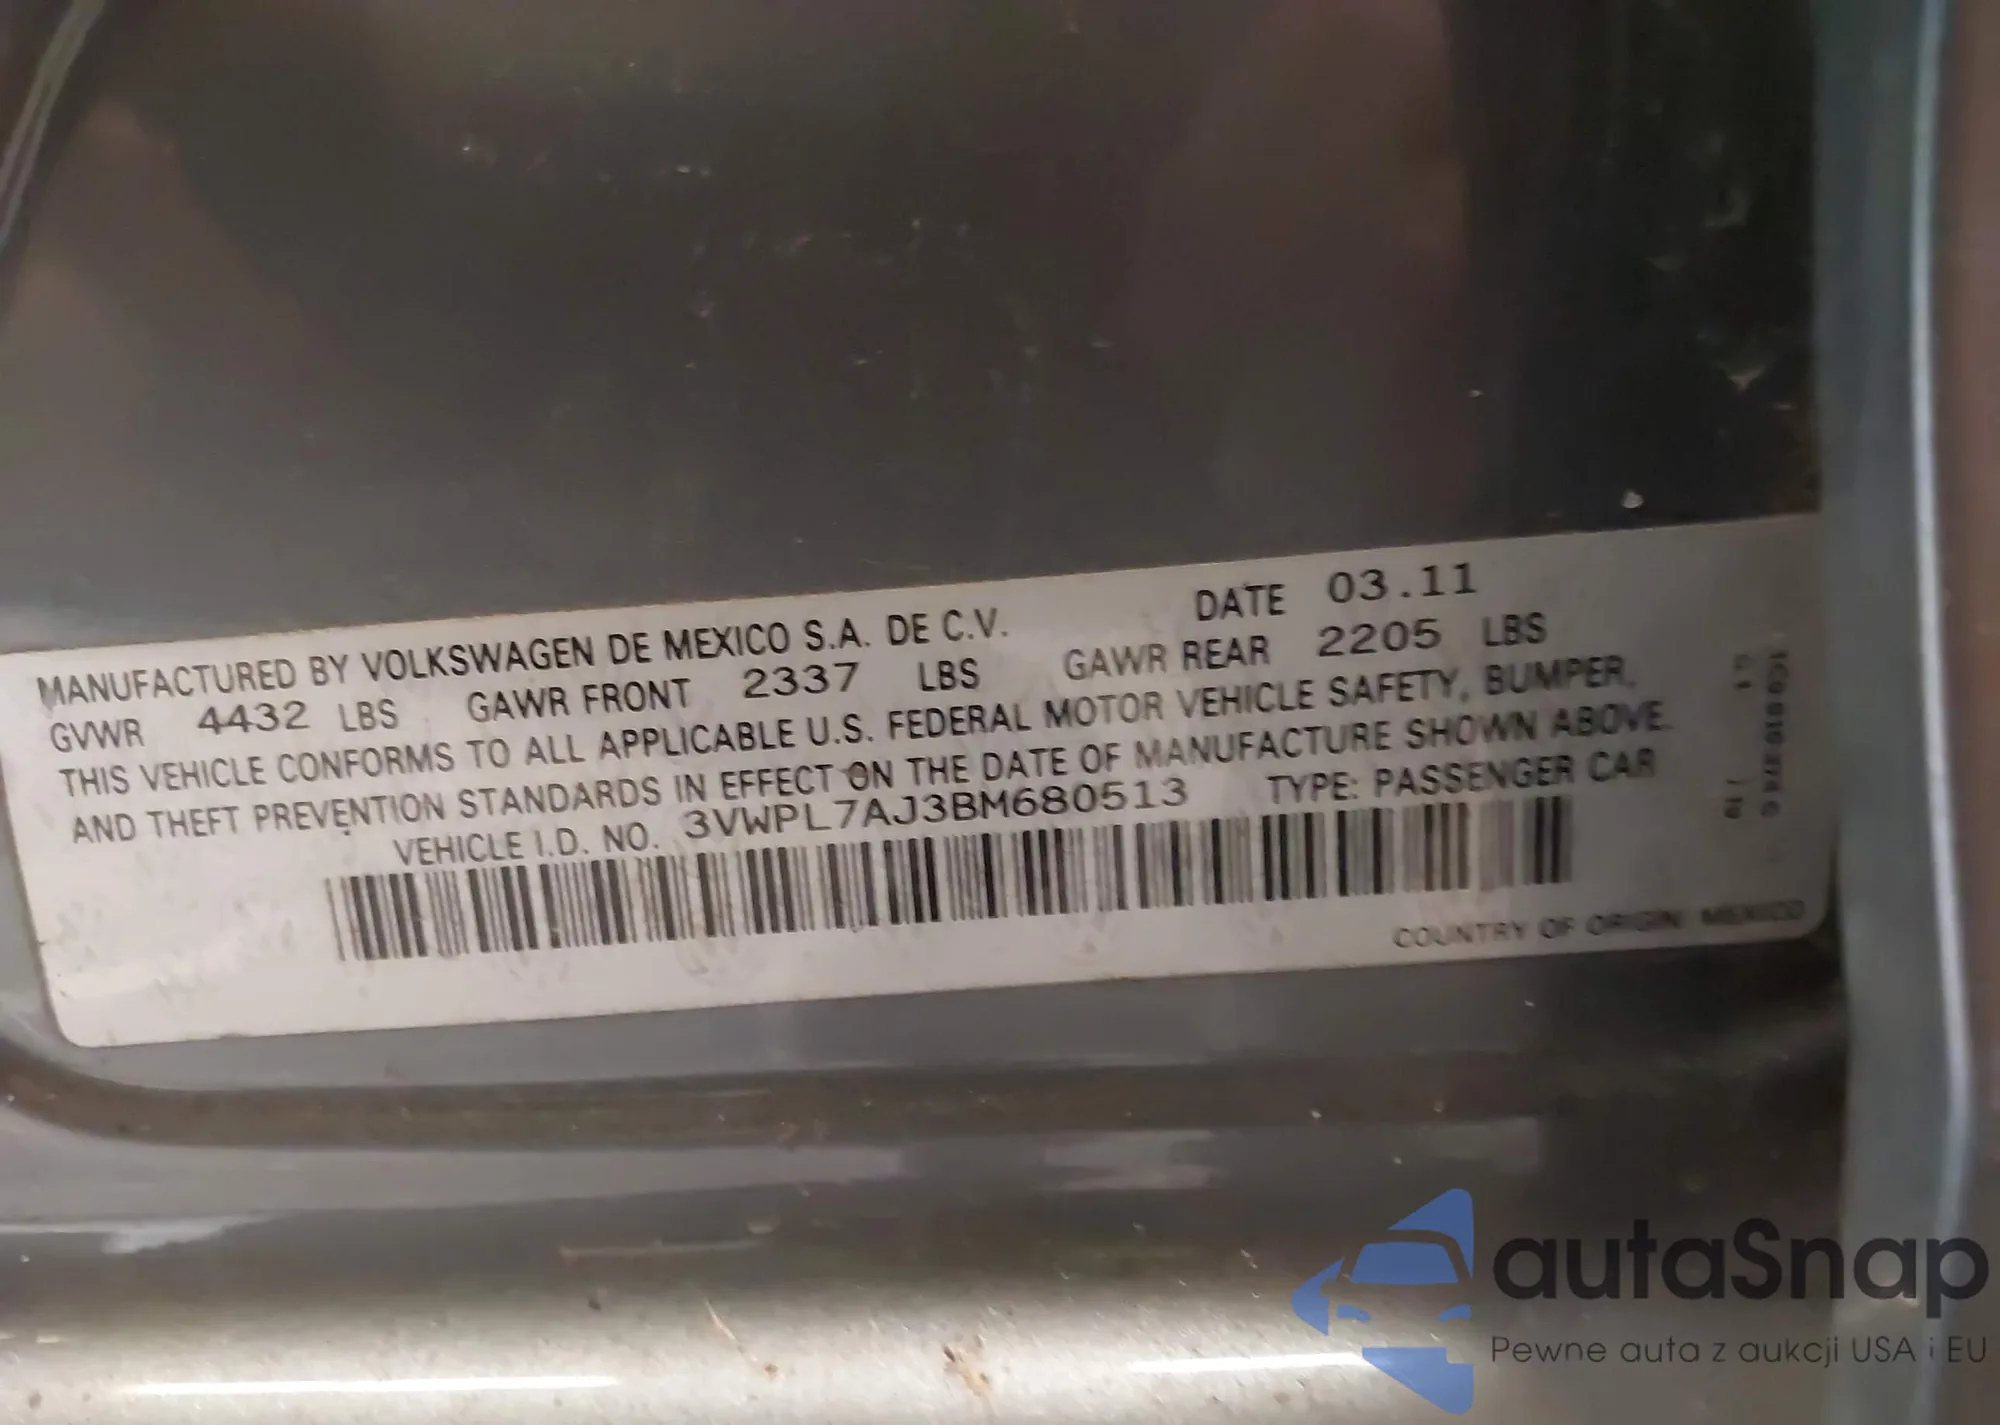 MANUFACTURED BY VOLKSWAGEN DE MEXICO S.A. DE C.V. DATE 03.11
GVWR 4432 LBS GAWR FRONT 2337 LBS GAWR REAR 2205 LBS
THIS VEHICLE CONFORMS TO ALL APPLICABLE U.S. FEDERAL MOTOR VEHICLE SAFETY, BUMPER,
AND THEFT PREVENTION STANDARDS IN EFFECT ON THE DATE OF MANUFACTURE SHOWN ABOVE.
VEHICLE I.D. NO. 3VWPL7AJ3BM680513 TYPE: PASSENGER CAR
COUNTRY OF ORIGIN: MEXICO
autaSnap
Pewne auta z aukcji USA i EU